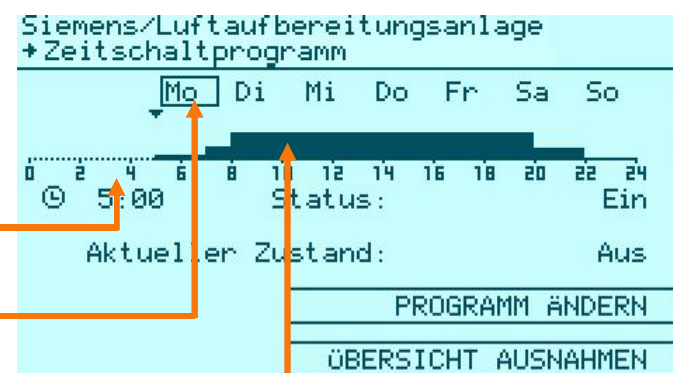 Siemens/Luftaufbereitungsanlage
→Zeitschaltprogramm
Mo Di Mi Do Fr Sa So
0 2 4 6 8 10 12 14 16 18 20 22 24
5:00 Status: Ein
Aktueller Zustand: Aus
PROGRAMM ÄNDERN
ÜBERSICHT AUSNAHMEN